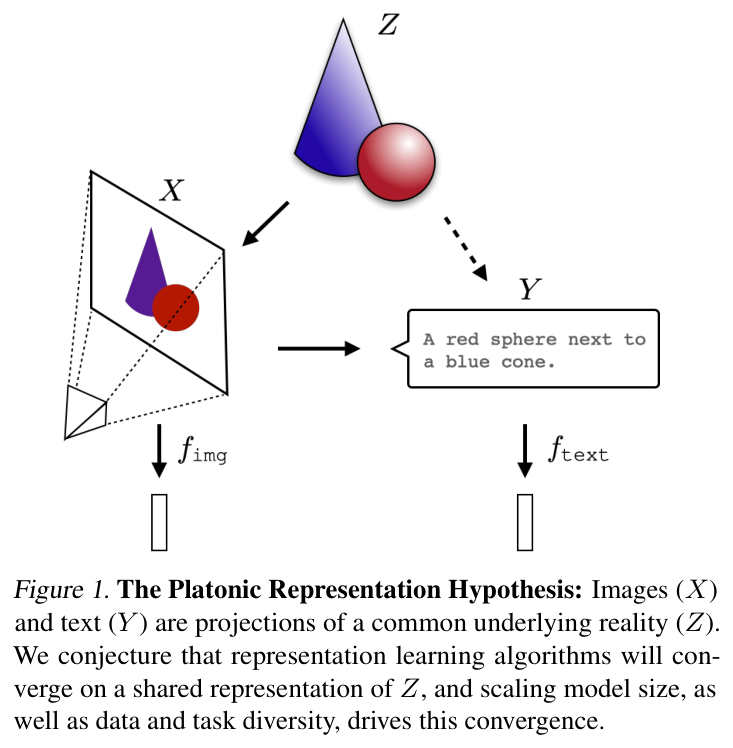 Z
X
Y
A red sphere next to
a blue cone.
f_img
f_text
Figure 1. The Platonic Representation Hypothesis: Images (X)
and text (Y) are projections of a common underlying reality (Z).
We conjecture that representation learning algorithms will con-
verge on a shared representation of Z, and scaling model size, as
well as data and task diversity, drives this convergence.